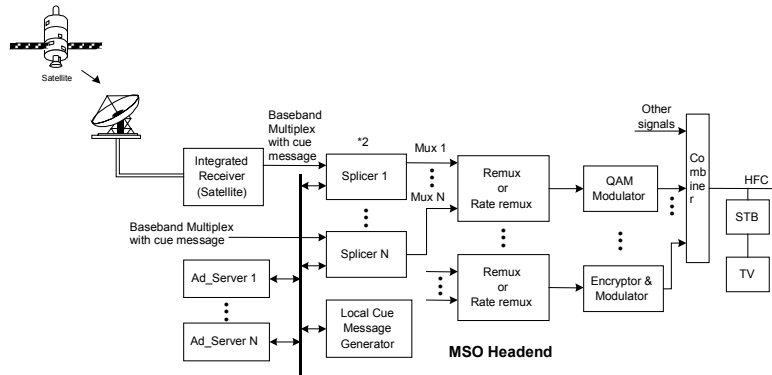 Satellite
Baseband
Multiplex
with cue
message
*2
Other
signals
Integrated
Receiver
(Satellite)
Splicer 1
Mux 1
Mux N
Remux
or
Rate remux
QAM
Modulator
Co
mb
ine
r
HFC
STB
TV
Baseband Multiplex
with cue message
Splicer N
Ad_Server 1
Ad_Server N
Local Cue
Message
Generator
Remux
or
Rate remux
Encryptor &
Modulator
MSO Headend